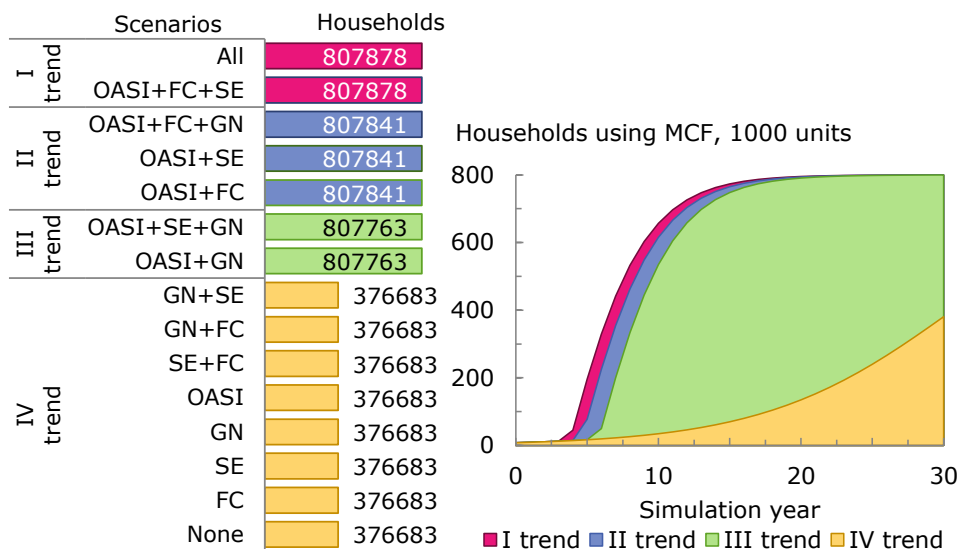 Scenarios Households
I trend
All 807878
OASI+FC+SE 807878
II trend
OASI+FC+GN 807841
OASI+SE 807841
OASI+FC 807841
III trend
OASI+SE+GN 807763
OASI+GN 807763
IV trend
GN+SE 376683
GN+FC 376683
SE+FC 376683
OASI 376683
GN 376683
SE 376683
FC 376683
None 376683
Households using MCF, 1000 units
800
600
400
200
0
0 10 20 30
Simulation year
I trend II trend III trend IV trend